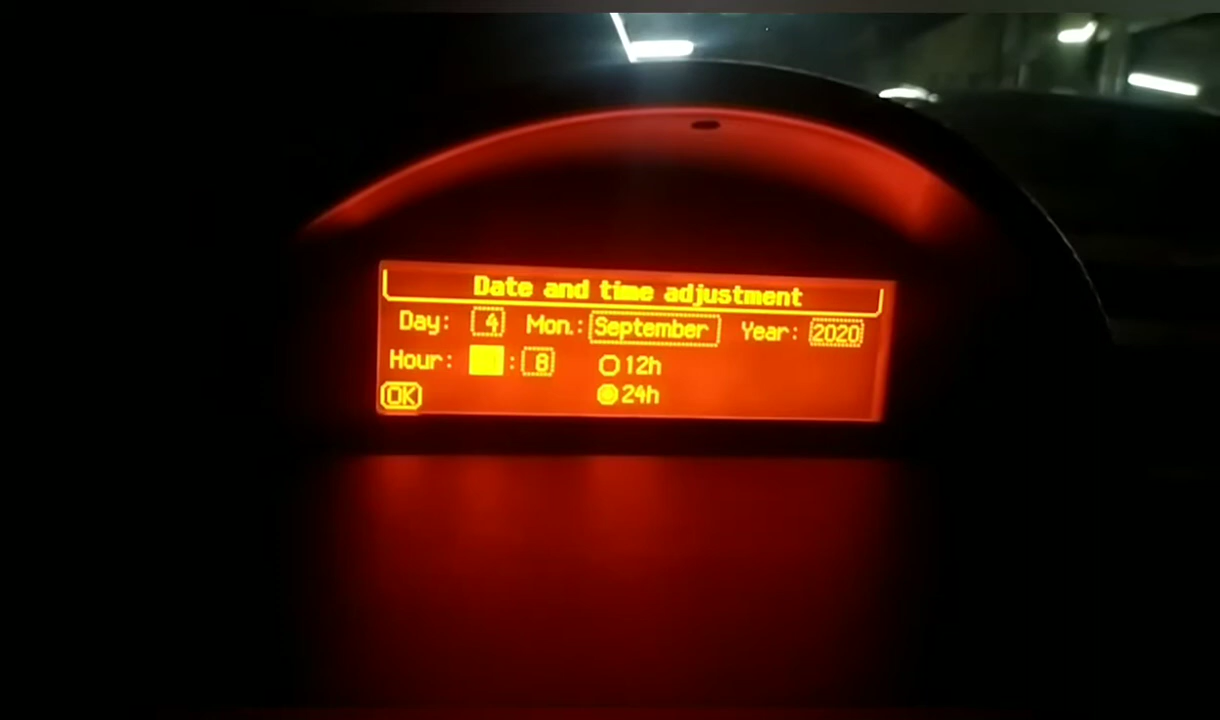 Date and time adjustment
Day: 4 Mon.: September Year: 2020
Hour: : 8 12h
OK 24h